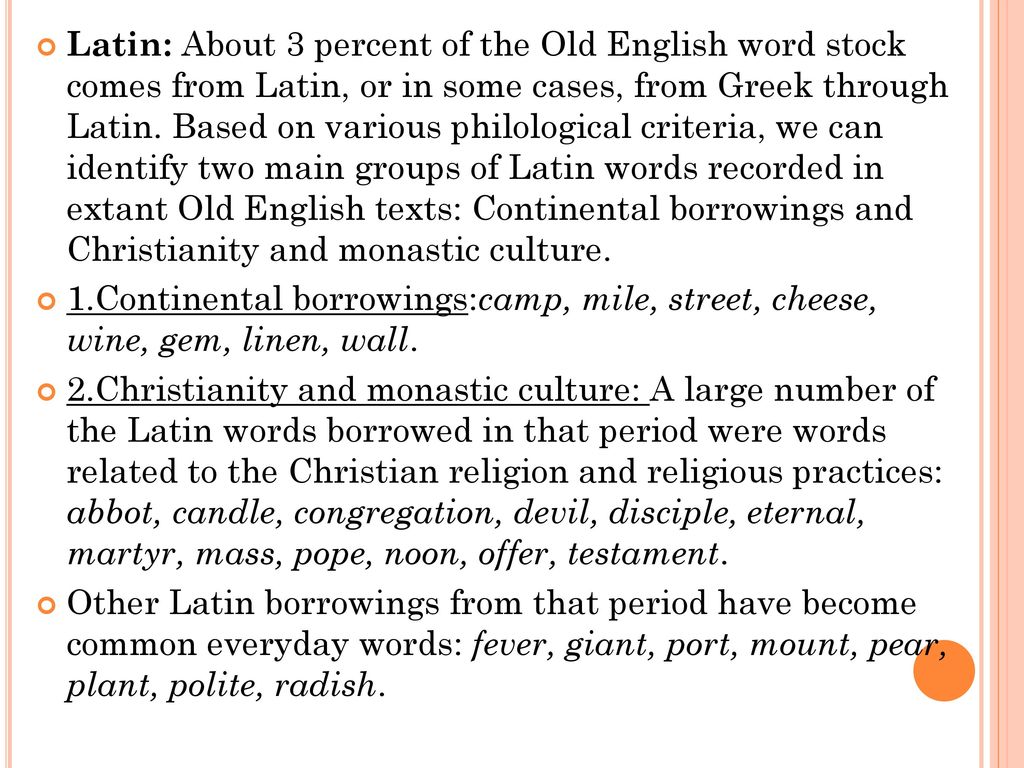 Latin: About 3 percent of the Old English word stock
comes from Latin, or in some cases, from Greek through
Latin. Based on various philological criteria, we can
identify two main groups of Latin words recorded in
extant Old English texts: Continental borrowings and
Christianity and monastic culture.
1.Continental borrowings:camp, mile, street, cheese,
wine, gem, linen, wall.
2.Christianity and monastic culture: A large number of
the Latin words borrowed in that period were words
related to the Christian religion and religious practices:
abbot, candle, congregation, devil, disciple, eternal,
martyr, mass, pope, noon, offer, testament.
Other Latin borrowings from that period have become
common everyday words: fever, giant, port, mount, pear,
plant, polite, radish.